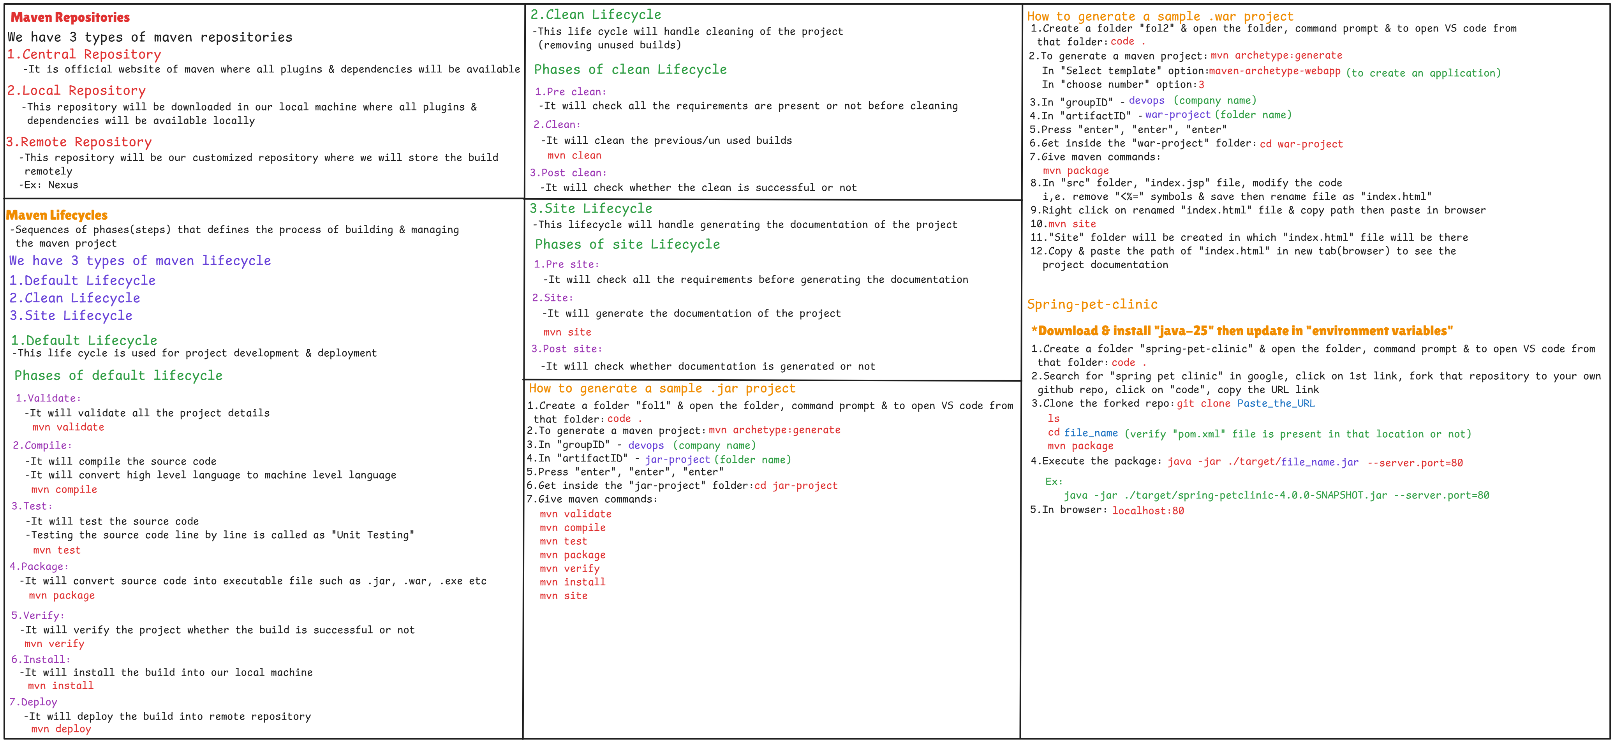 Maven Repositories
We have 3 types of maven repositories
1.Central Repository
-It is official website of maven where all plugins & dependencies will be available
2.Local Repository
-This repository will be downloaded in our local machine where all plugins &
dependencies will be available locally
3.Remote Repository
-This repository will be our customized repository where we will store the build
remotely
-Ex: Nexus
Maven Lifecycles
-Sequences of phases(steps) that defines the process of building & managing
the maven project
We have 3 types of maven lifecycle
1.Default Lifecycle
2.Clean Lifecycle
3.Site Lifecycle
1.Default Lifecycle
-This life cycle is used for project development & deployment
Phases of default lifecycle
1.Validate:
-It will validate all the project details
mvn validate
2.Compile:
-It will compile the source code
-It will convert high level language to machine level language
mvn compile
3.Test:
-It will test the source code
-Testing the source code line by line is called as "Unit Testing"
mvn test
4.Package:
-It will convert source code into executable file such as .jar, .war, .exe etc
mvn package
5.Verify:
-It will verify the project whether the build is successful or not
mvn verify
6.Install:
-It will install the build into our local machine
mvn install
7.Deploy
-It will deploy the build into remote repository
mvn deploy
2.Clean Lifecycle
-This life cycle will handle cleaning of the project
(removing unused builds)
Phases of clean Lifecycle
1.Pre clean:
-It will check all the requirements are present or not before cleaning
2.Clean:
-It will clean the previous/un used builds
mvn clean
3.Post clean:
-It will check whether the clean is successful or not
3.Site Lifecycle
-This lifecycle will handle generating the documentation of the project
Phases of site Lifecycle
1.Pre site:
-It will check all the requirements before generating the documentation
2.Site:
-It will generate the documentation of the project
mvn site
3.Post site:
-It will check whether documentation is generated or not
How to generate a sample .jar project
1.Create a folder "fol1" & open the folder, command prompt & to open VS code from
that folder: code .
2.To generate a maven project: mvn archetype:generate
3.In "groupID" - devops (company name)
4.In "artifactID" - jar-project (folder name)
5.Press "enter", "enter", "enter"
6.Get inside the "jar-project" folder:cd jar-project
7.Give maven commands:
mvn validate
mvn compile
mvn test
mvn package
mvn verify
mvn install
mvn site
How to generate a sample .war project
1.Create a folder "fol2" & open the folder, command prompt & to open VS code from
that folder: code .
2.To generate a maven project: mvn archetype:generate
In "Select template" option:maven-archetype-webapp (to create an application)
In "choose number" option:3
3.In "groupID" - devops (company name)
4.In "artifactID" -war-project (folder name)
5.Press "enter", "enter", "enter"
6.Get inside the "war-project" folder: cd war-project
7.Give maven commands:
mvn package
8.In "src" folder, "index.jsp" file, modify the code
i,e. remove "<%=" symbols & save then rename file as "index.html"
9.Right click on renamed "index.html" file & copy path then paste in browser
10.mvn site
11."Site" folder will be created in which "index.html" file will be there
12.Copy & paste the path of "index.html" in new tab(browser) to see the
project documentation
Spring-pet-clinic
*Download & install "java-25" then update in "environment variables"
1.Create a folder "spring-pet-clinic" & open the folder, command prompt & to open VS code from
that folder: code .
2.Search for "spring pet clinic" in google, click on 1st link, fork that repository to your own
github repo, click on "code", copy the URL link
3.Clone the forked repo: git clone Paste_the_URL
ls
cd file_name (verify "pom.xml" file is present in that location or not)
mvn package
4.Execute the package: java -jar ./target/file_name.jar --server.port=80
Ex:
java -jar ./target/spring-petclinic-4.0.0-SNAPSHOT.jar --server.port=80
5.In browser: localhost:80